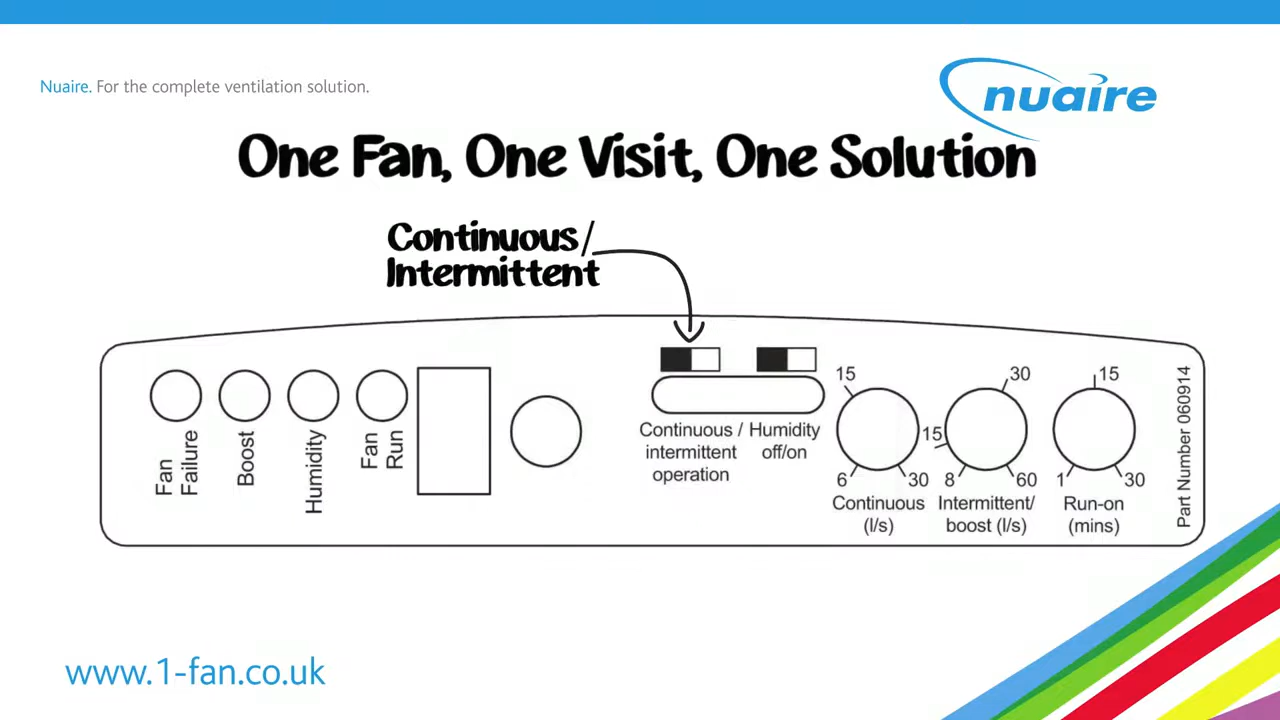 Nuaire. For the complete ventilation solution.
nuaire
One Fan, One Visit, One Solution
Continuous/
Intermittent
Fan
Failure
Boost
Humidity
Fan
Run
Continuous /
intermittent
operation
Humidity
off/on
15
6
30
Continuous
(l/s)
30
15
8
60
Intermittent/
boost (l/s)
15
1
30
Run-on
(mins)
Part Number 060914
www.1-fan.co.uk